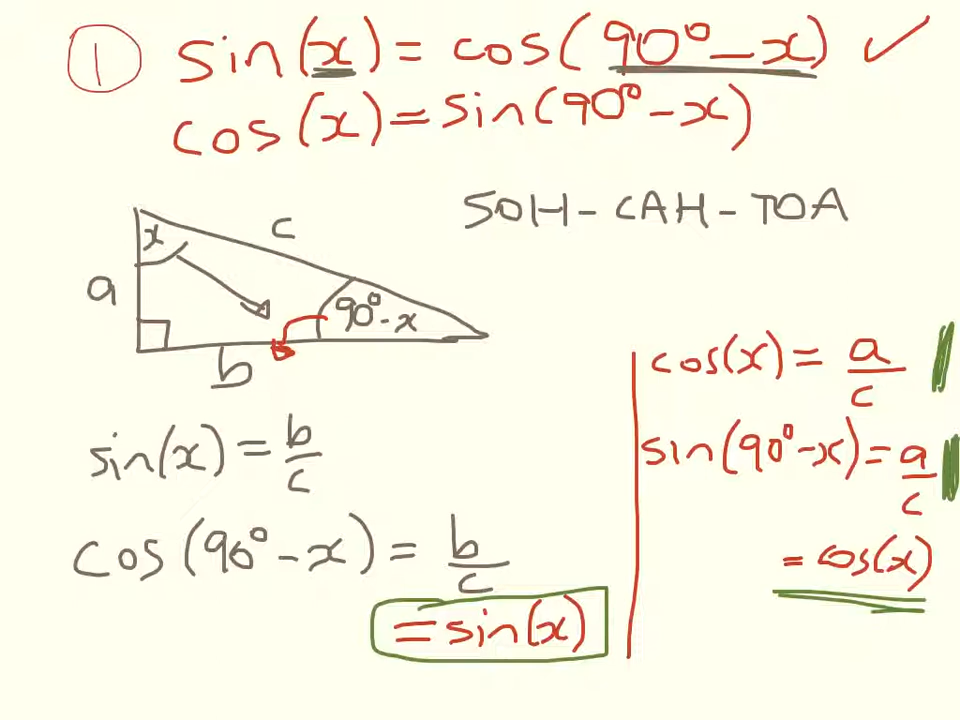 ① sin(x) = cos(90° - x) ✓
cos(x) = sin(90° - x)
SOH - CAH - TOA
x
c
a
90° - x
b
sin(x) = b/c
cos(90° - x) = b/c
= sin(x)
cos(x) = a/c
sin(90° - x) = a/c
= cos(x)